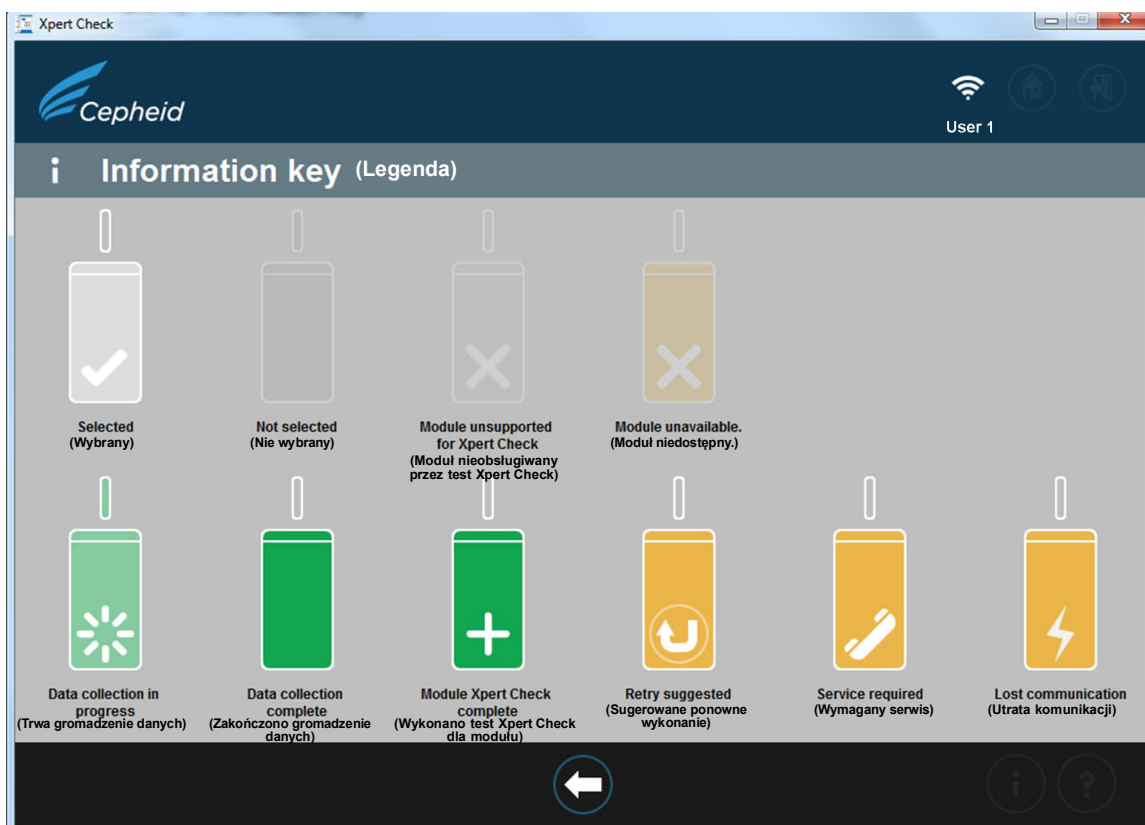 Xpert Check
Cepheid
User 1
i Information key (Legenda)
Selected
(Wybrany)
Not selected
(Nie wybrany)
Module unsupported
for Xpert Check
(Moduł nieobsługiwany
przez test Xpert Check)
Module unavailable.
(Moduł niedostępny.)
Data collection in
progress
(Trwa gromadzenie danych)
Data collection
complete
(Zakończono gromadzenie
danych)
Module Xpert Check
complete
(Wykonano test Xpert Check
dla modułu)
Retry suggested
(Sugerowane ponowne
wykonanie)
Service required
(Wymagany serwis)
Lost communication
(Utrata komunikacji)
i ?